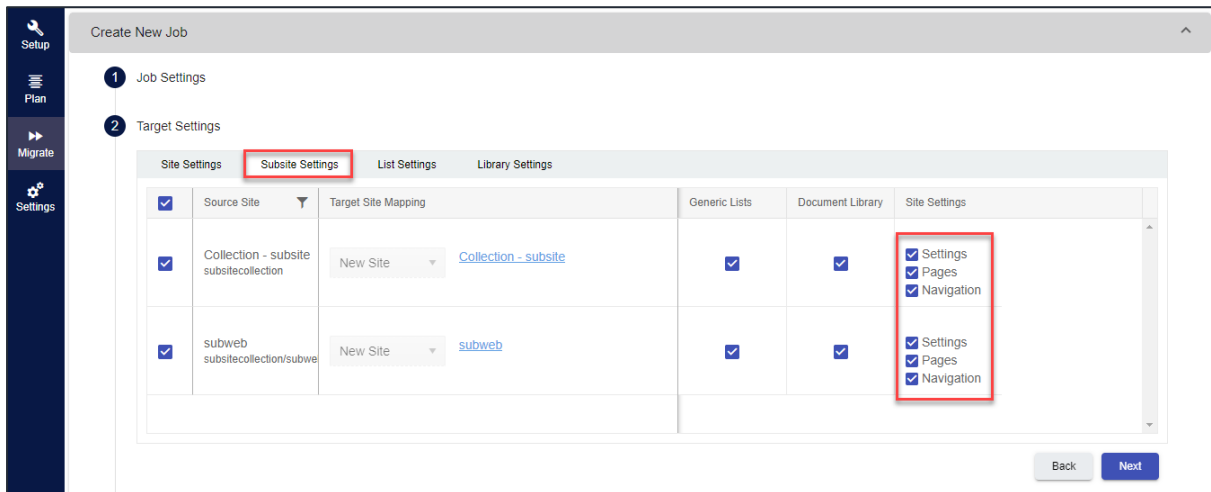 Setup
Plan
Migrate
Settings
Create New Job
1 Job Settings
2 Target Settings
Site Settings Subsite Settings List Settings Library Settings
Source Site Target Site Mapping Generic Lists Document Library Site Settings
Collection - subsite
subsitecollection
New Site Collection - subsite
Settings
Pages
Navigation
subweb
subsitecollection/subwe
New Site subweb
Settings
Pages
Navigation
Back Next